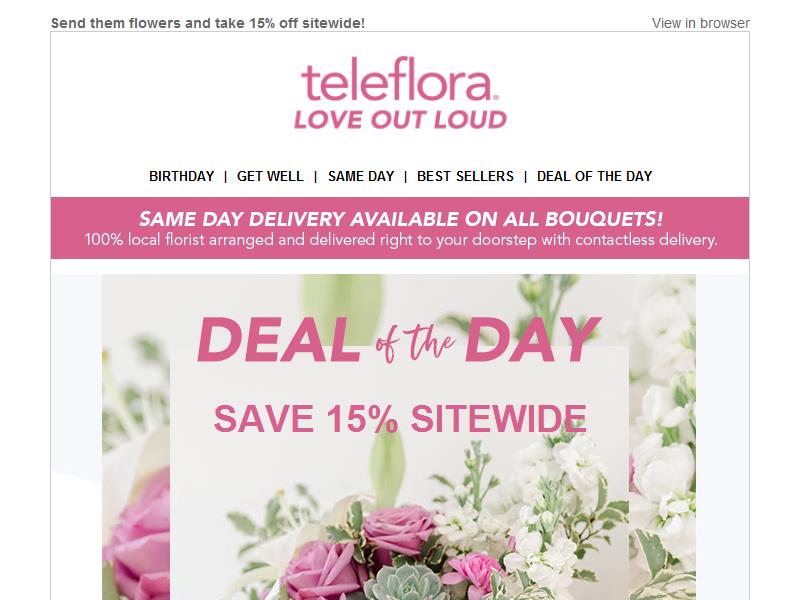 Send them flowers and take 15% off sitewide!
View in browser
teleflora.
LOVE OUT LOUD
BIRTHDAY | GET WELL | SAME DAY | BEST SELLERS | DEAL OF THE DAY
SAME DAY DELIVERY AVAILABLE ON ALL BOUQUETS!
100% local florist arranged and delivered right to your doorstep with contactless delivery.
DEAL of the DAY
SAVE 15% SITEWIDE